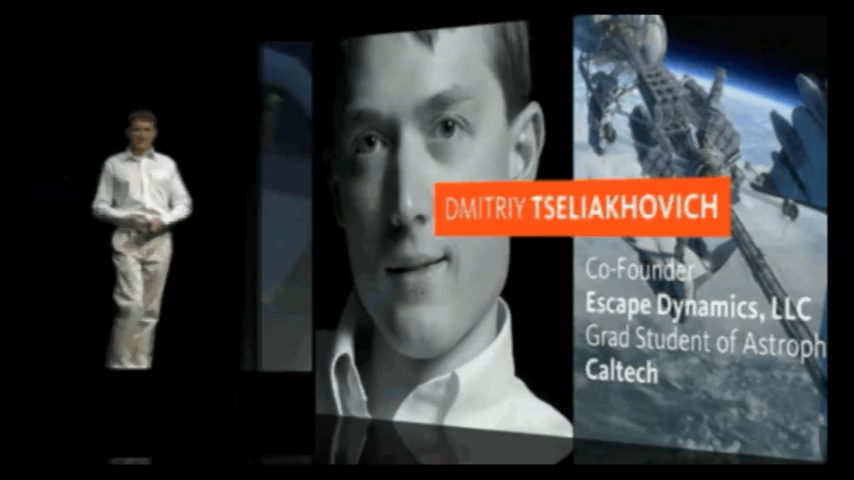 DMITRIY TSELIAKHOVICH
Co-Founder
Escape Dynamics, LLC
Grad Student of Astroph
Caltech